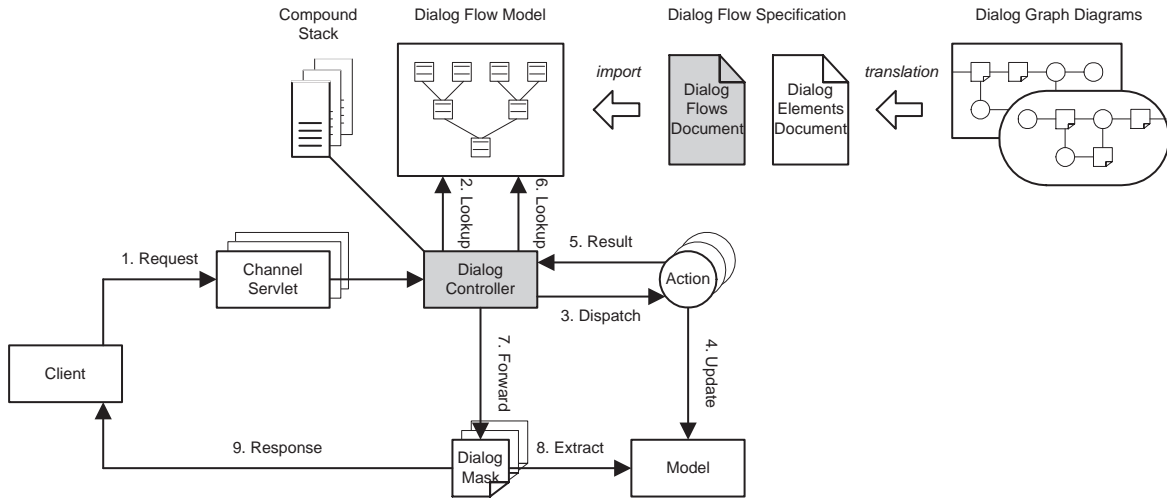 Compound
Stack
Dialog Flow Model
Dialog Flow Specification
Dialog Graph Diagrams
import
Dialog
Flows
Document
Dialog
Elements
Document
translation
2. Lookup
6. Lookup
1. Request
Channel
Servlet
Dialog
Controller
5. Result
Action
3. Dispatch
7. Forward
4. Update
Client
9. Response
Dialog
Mask
8. Extract
Model